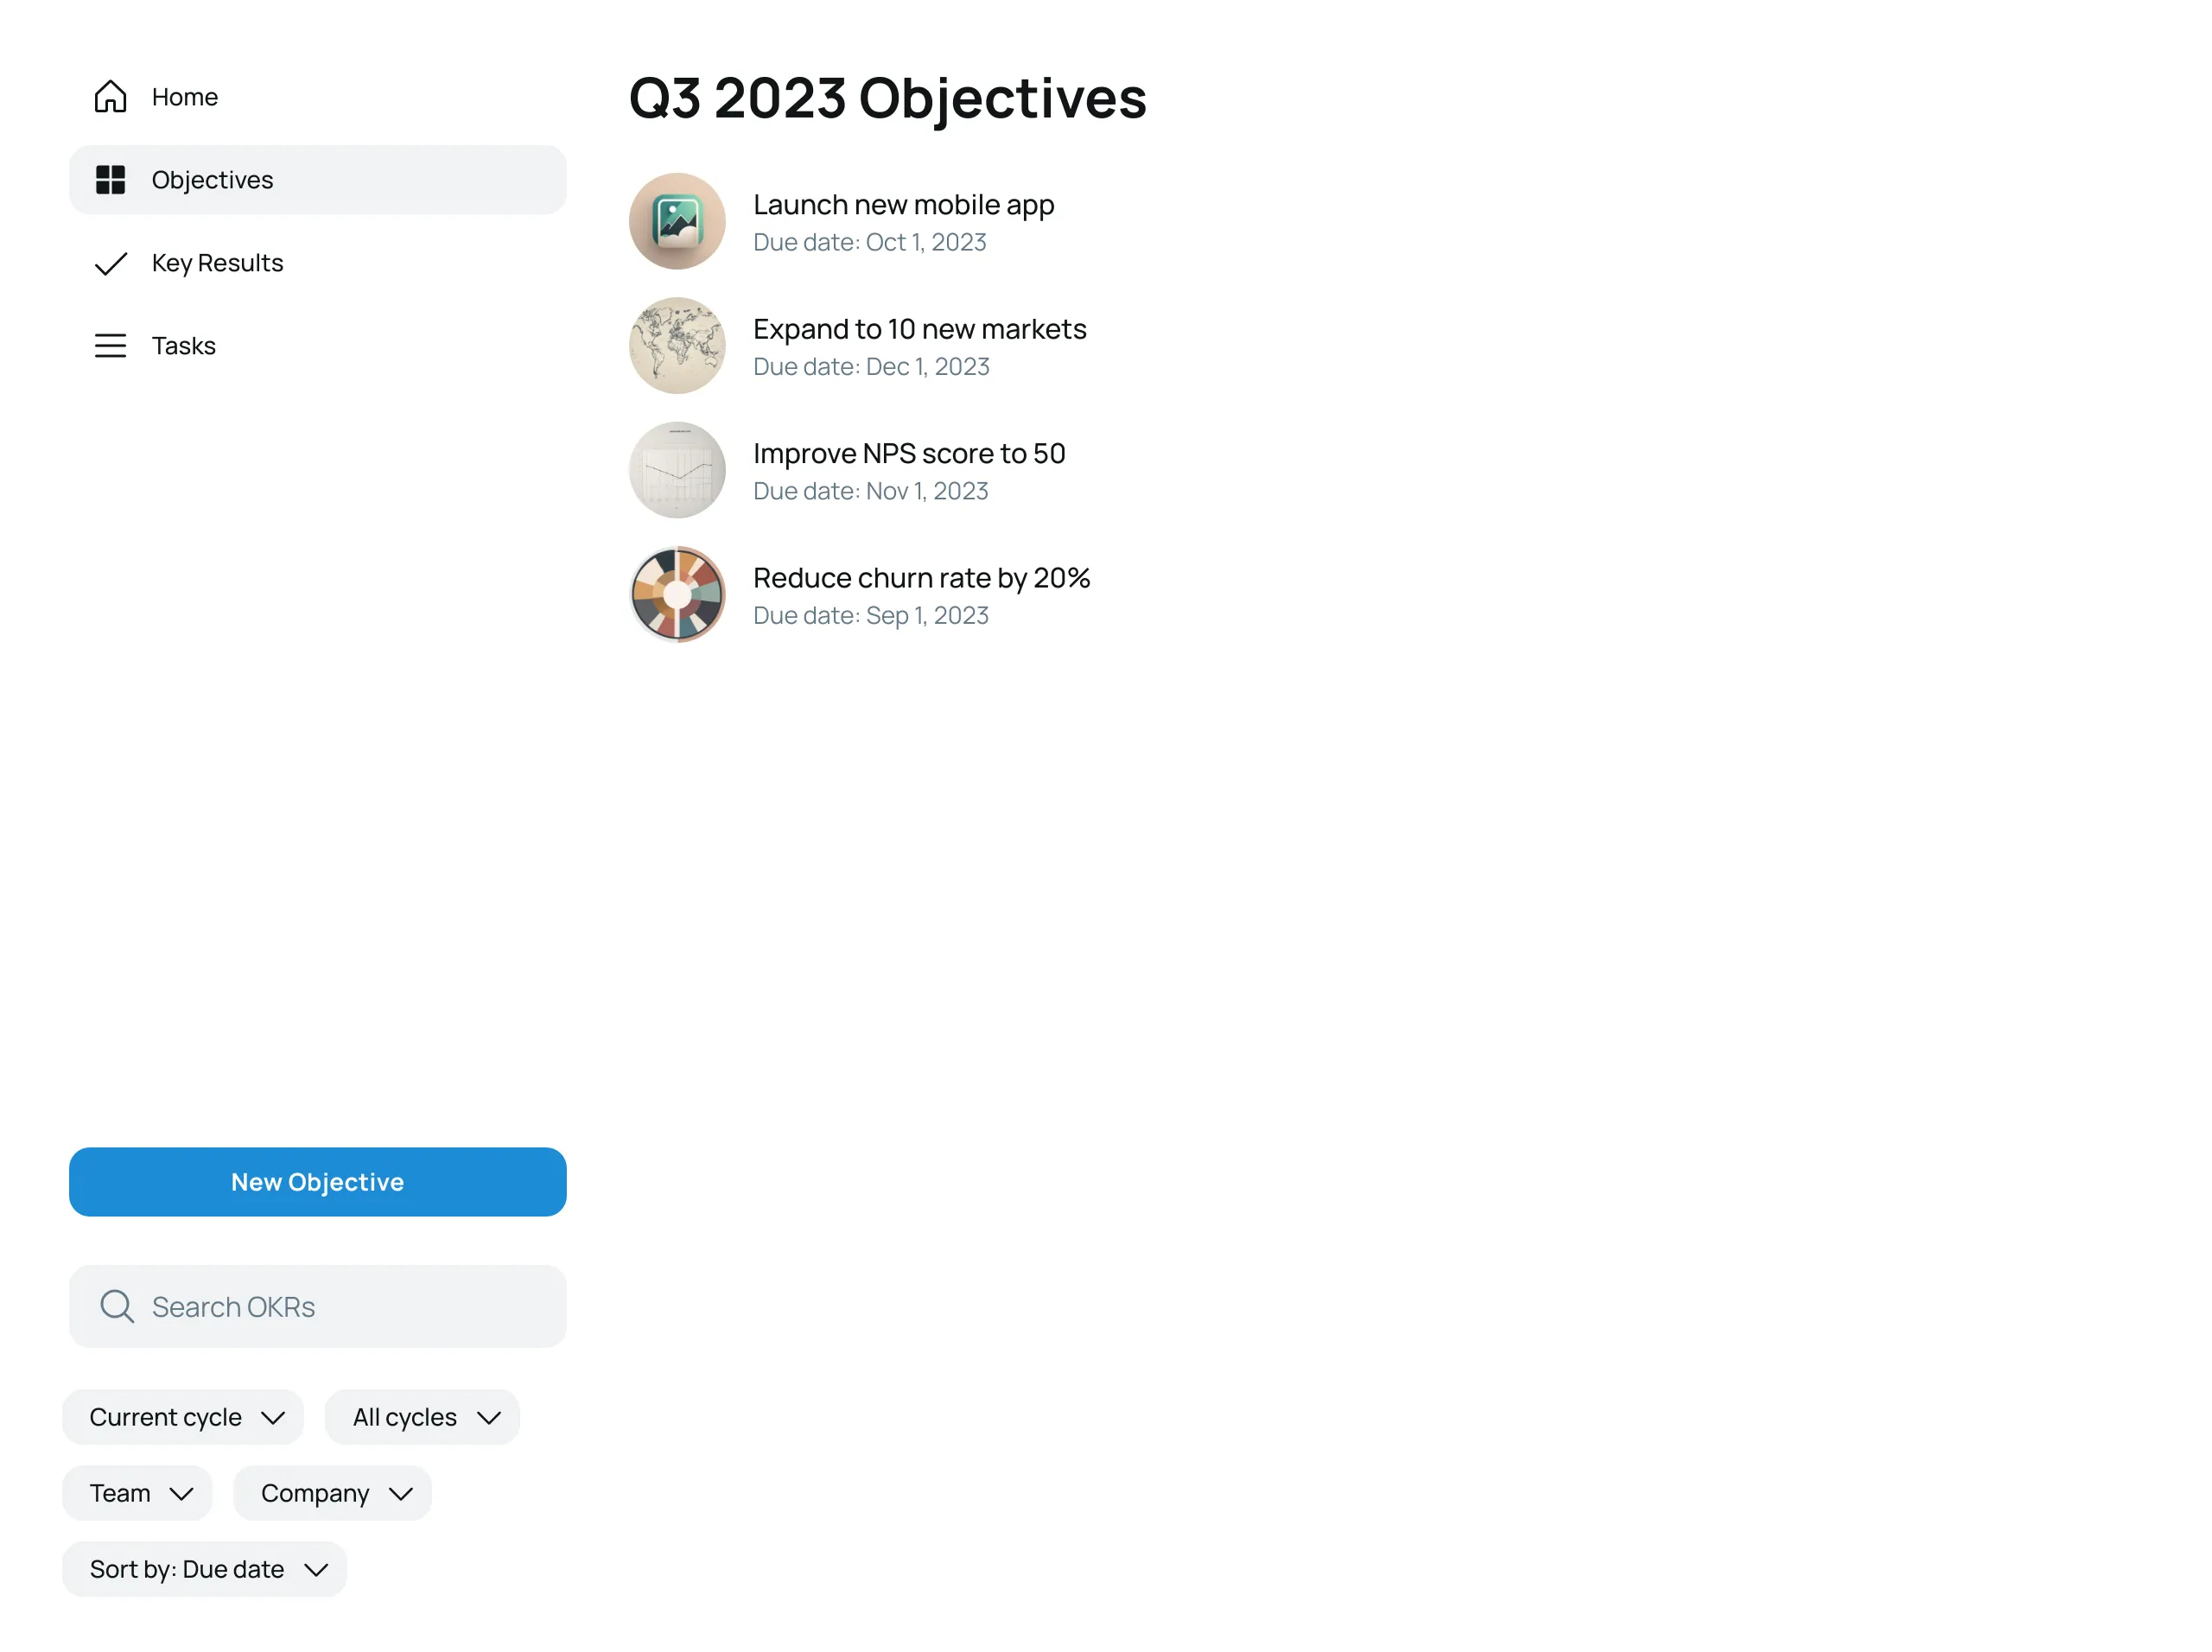 Home
Objectives
Key Results
Tasks
New Objective
Search OKRs
Current cycle
All cycles
Team
Company
Sort by: Due date
Q3 2023 Objectives
Launch new mobile app
Due date: Oct 1, 2023
Expand to 10 new markets
Due date: Dec 1, 2023
Improve NPS score to 50
Due date: Nov 1, 2023
Reduce churn rate by 20%
Due date: Sep 1, 2023